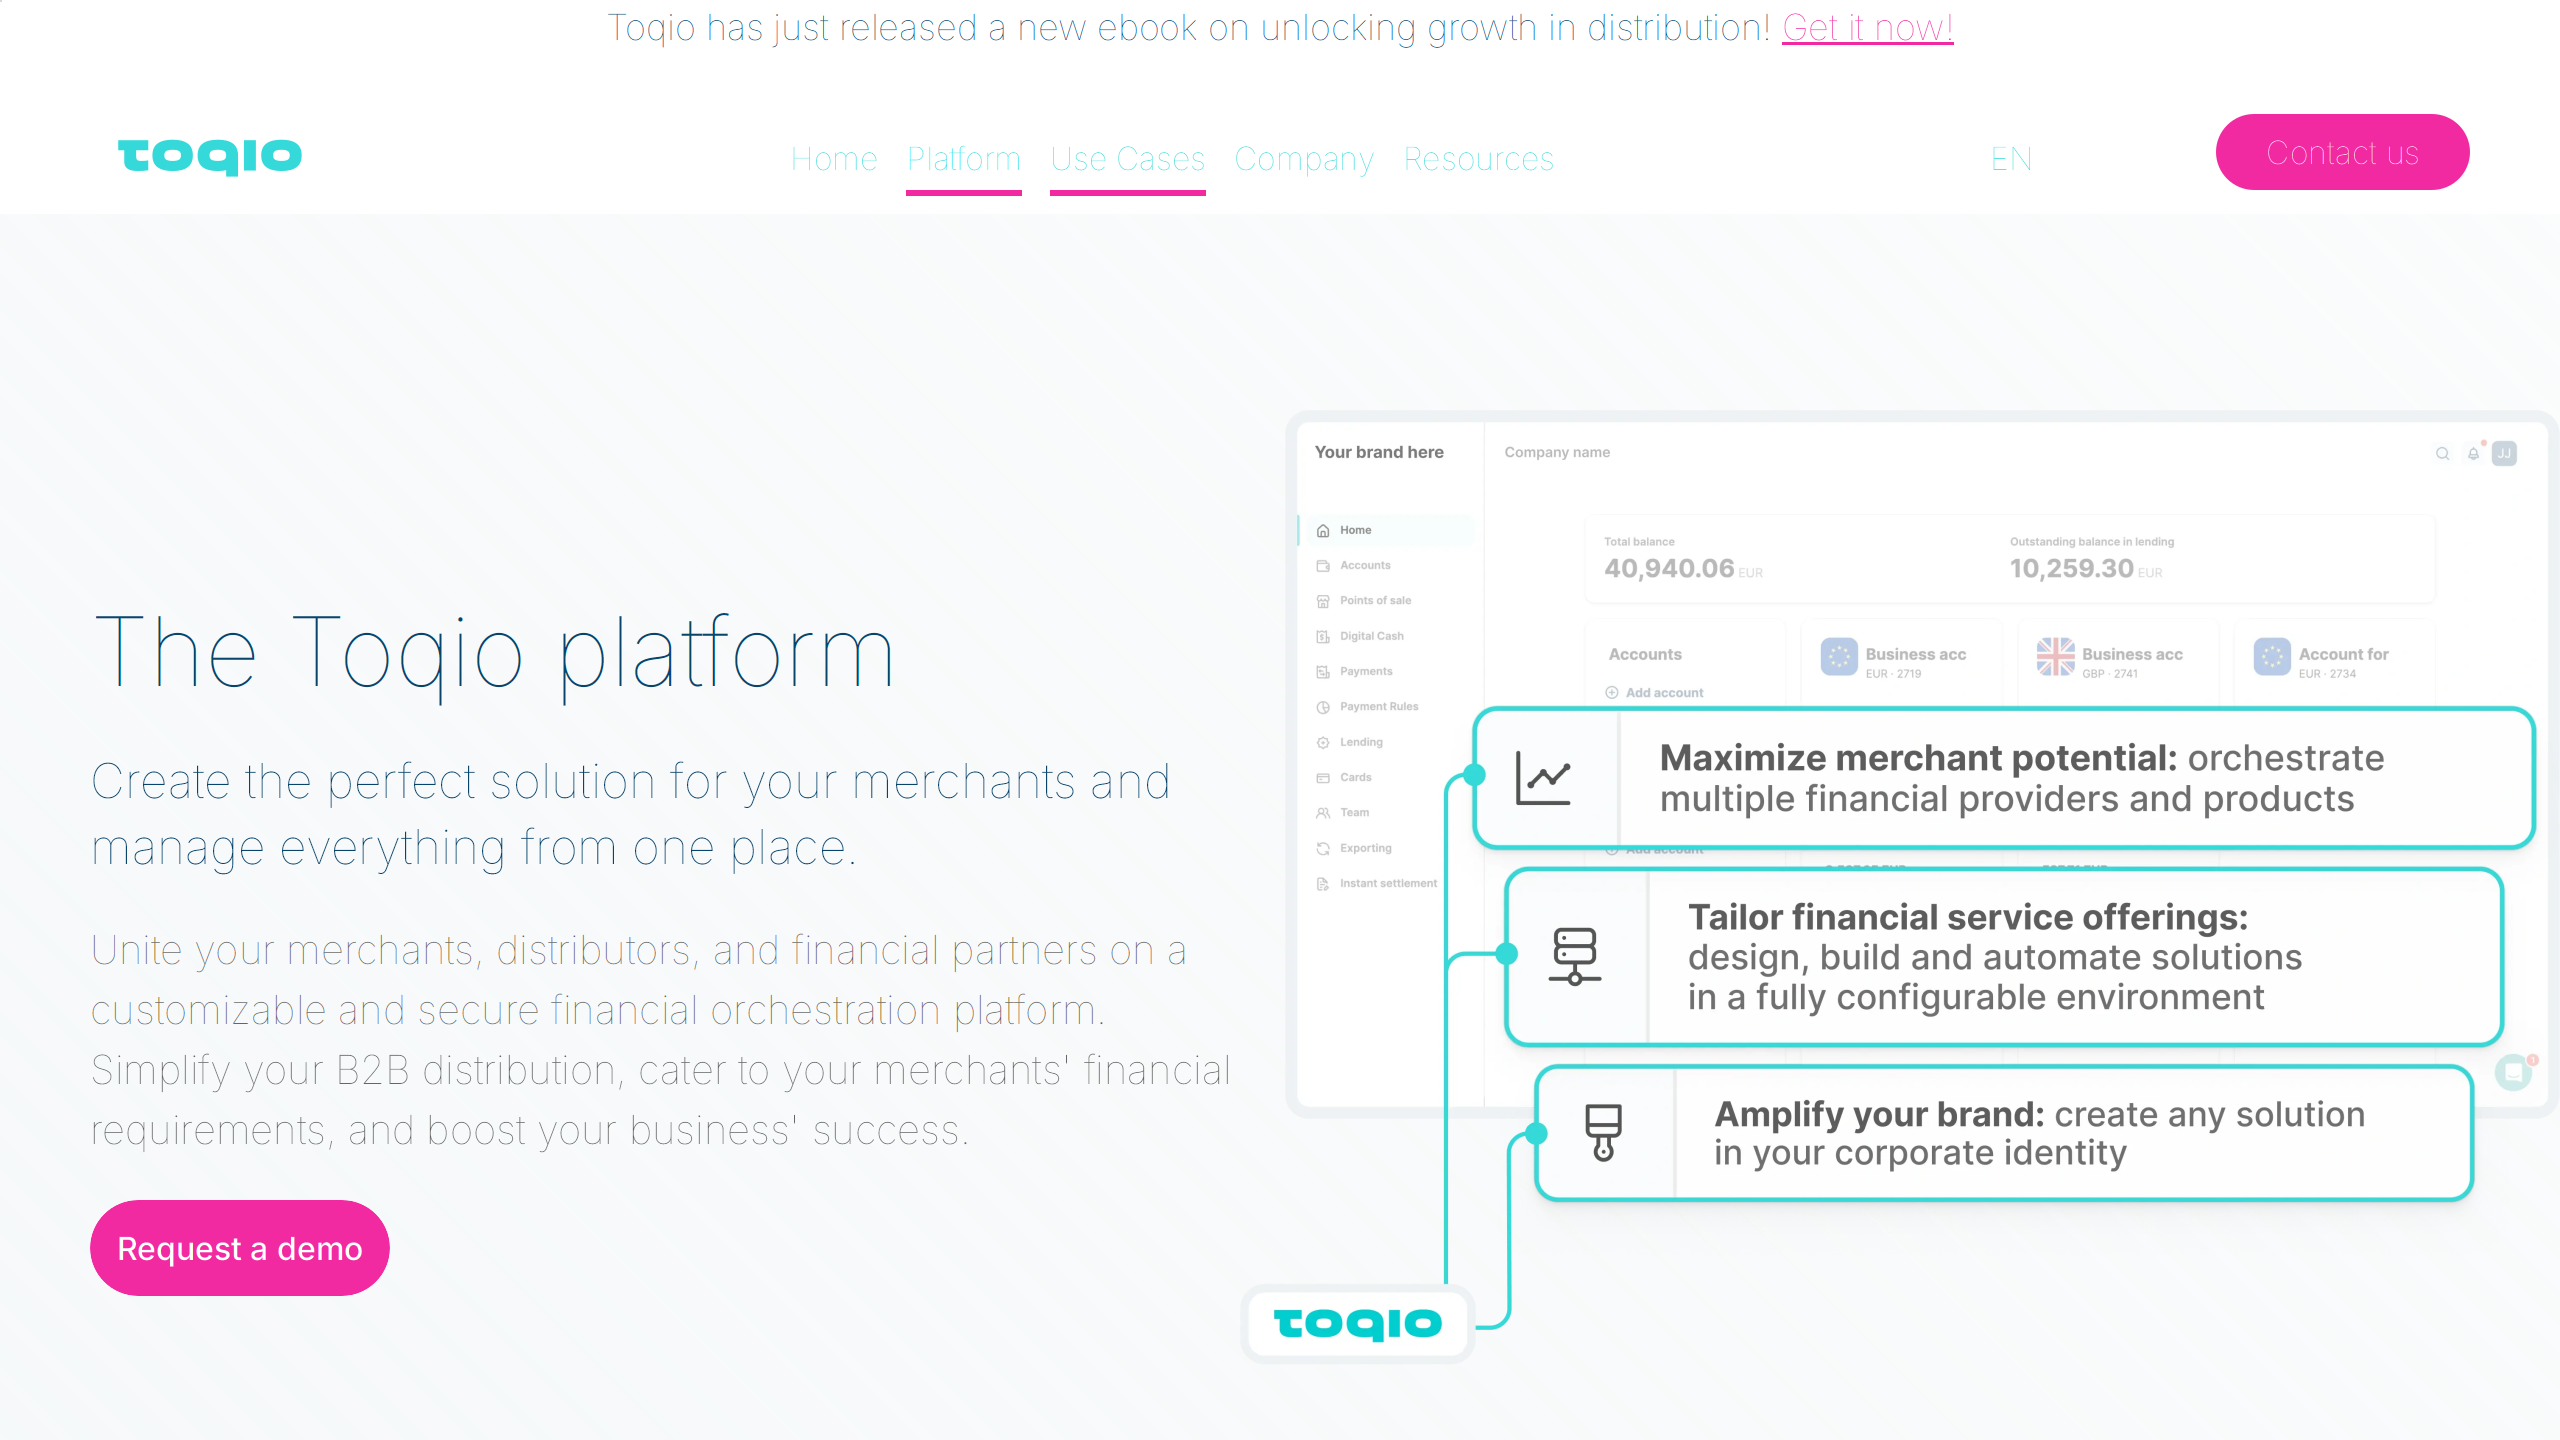 Toqio has just released a new ebook on unlocking growth in distribution! Get it now!
TOQIO
Home Platform Use Cases Company Resources
EN
Contact us
The Toqio platform
Create the perfect solution for your merchants and
manage everything from one place.
Unite your merchants, distributors, and financial partners on a
customizable and secure financial orchestration platform.
Simplify your B2B distribution, cater to your merchants' financial
requirements, and boost your business' success.
Request a demo
Your brand here
Company name
JJ
Home
Accounts
Points of sale
Digital Cash
Payments
Payment Rules
Lending
Cards
Team
Exporting
Instant settlement
Total balance
40,940.06 EUR
Outstanding balance in lending
10,259.30 EUR
Accounts
Add account
Business acc
EUR · 2719
Business acc
GBP · 2741
Account for
EUR · 2734
Maximize merchant potential: orchestrate
multiple financial providers and products
Add account
Tailor financial service offerings:
design, build and automate solutions
in a fully configurable environment
Amplify your brand: create any solution
in your corporate identity
TOQIO